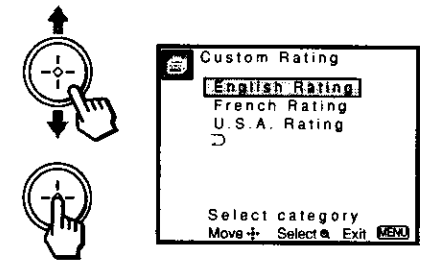 Custom Rating
English Rating
French Rating
U.S.A. Rating
Select category
Move Select Exit MENU